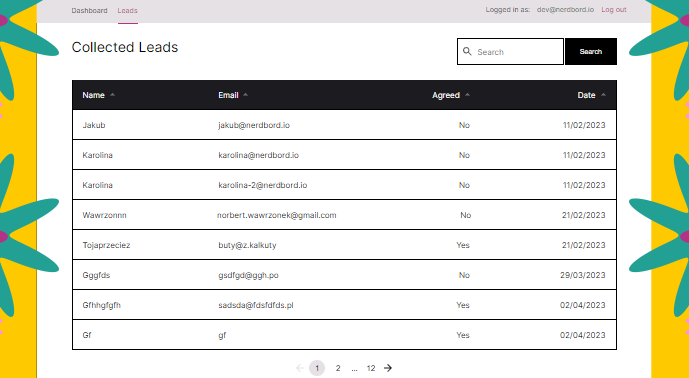 Dashboard Leads Logged in as: dev@nerdbord.io Log out
Collected Leads Search Search
Name Email Agreed Date
Jakub jakub@nerdbord.io No 11/02/2023
Karolina karolina@nerdbord.io No 11/02/2023
Karolina karolina-2@nerdbord.io No 11/02/2023
Wawrzonnn norbert.wawrzonek@gmail.com No 21/02/2023
Tojaprzeciez buty@z.kalkuty Yes 21/02/2023
Gggfds gsdfgd@ggh.po No 29/03/2023
Gfhhgfgfh sadsda@fdsfdfds.pl Yes 02/04/2023
Gf gf Yes 02/04/2023
1 2 ... 12